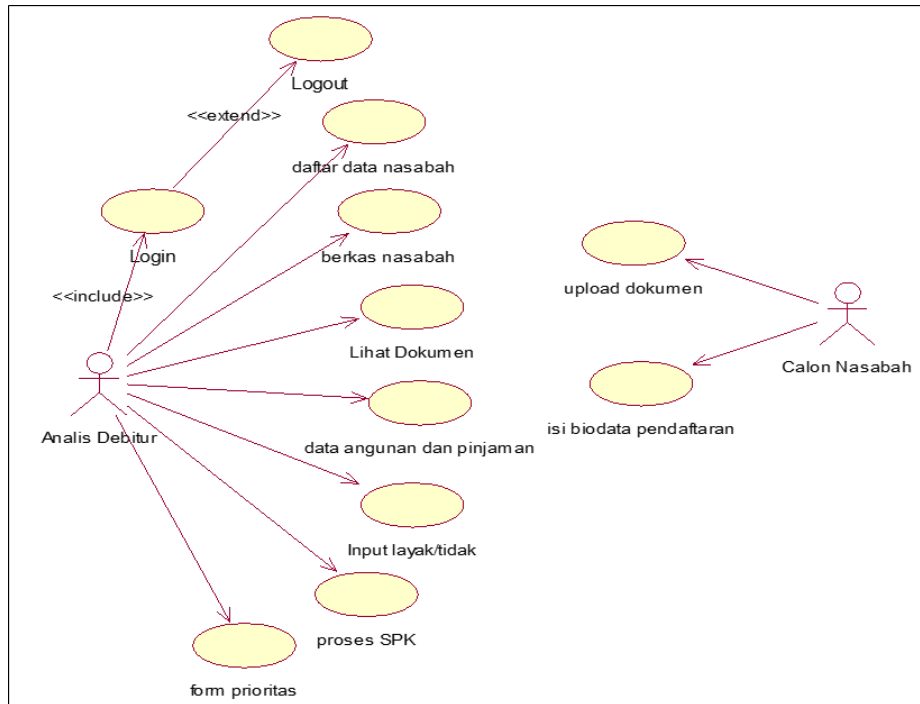 Logout
<<extend>>
daftar data nasabah
Login
berkas nasabah
<<include>>
upload dokumen
Lihat Dokumen
Calon Nasabah
Analis Debitur
data angunan dan pinjaman
isi biodata pendaftaran
Input layak/tidak
proses SPK
form prioritas